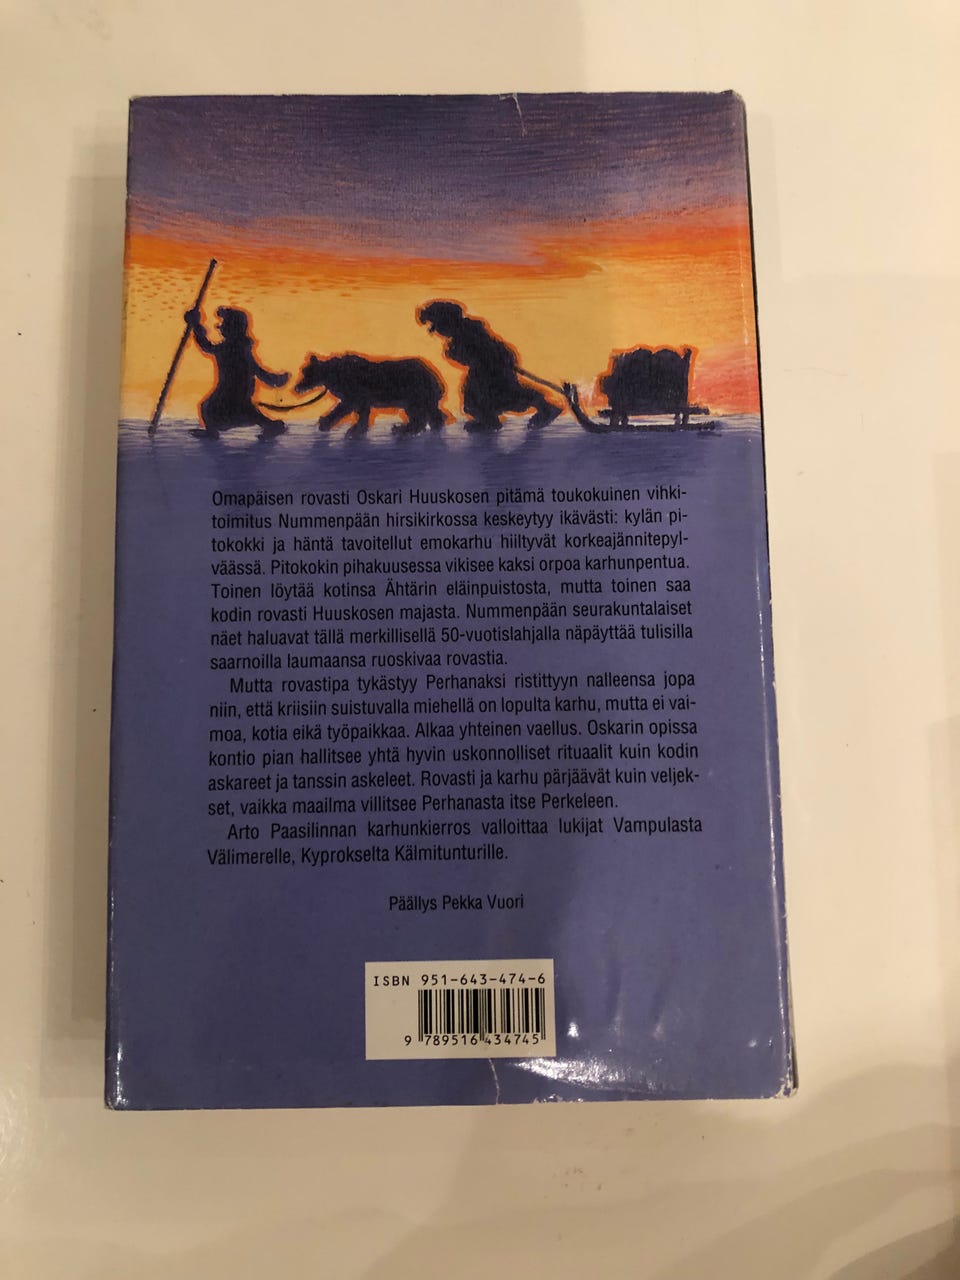 Omapäisen rovasti Oskari Huuskosen pitämä toukokuinen vihki-
toimitus Nummenpään hirsikirkossa keskeytyy ikävästi: kylän pi-
tokokki ja häntä tavoitellut emokarhu hiiltyvät korkeajännitepyl-
väässä. Pitokokin pihakuusessa vikisee kaksi orpoa karhunpentua.
Toinen löytää kotinsa Ähtärin eläinpuistosta, mutta toinen saa
kodin rovasti Huuskosen majasta. Nummenpään seurakuntalaiset
näet haluavat tällä merkillisellä 50-vuotislahjalla näpäyttää tulisilla
saarnoilla laumaansa ruoskivaa rovastia.
Mutta rovastipa tykästyy Perhanaksi ristittyyn nalleensa jopa
niin, että kriisiin suistuvalla miehellä on lopulta karhu, mutta ei vai-
moa, kotia eikä työpaikkaa. Alkaa yhteinen vaellus. Oskarin opissa
kontio pian hallitsee yhtä hyvin uskonnolliset rituaalit kuin kodin
askareet ja tanssin askeleet. Rovasti ja karhu pärjäävät kuin veljek-
set, vaikka maailma villitsee Perhanasta itse Perkeleen.
Arto Paasilinnan karhunkierros valloittaa lukijat Vampulasta
Välimerelle, Kyprokselta Kälmitunturille.
Päällys Pekka Vuori
ISBN 951-643-474-6
9 789516 434745